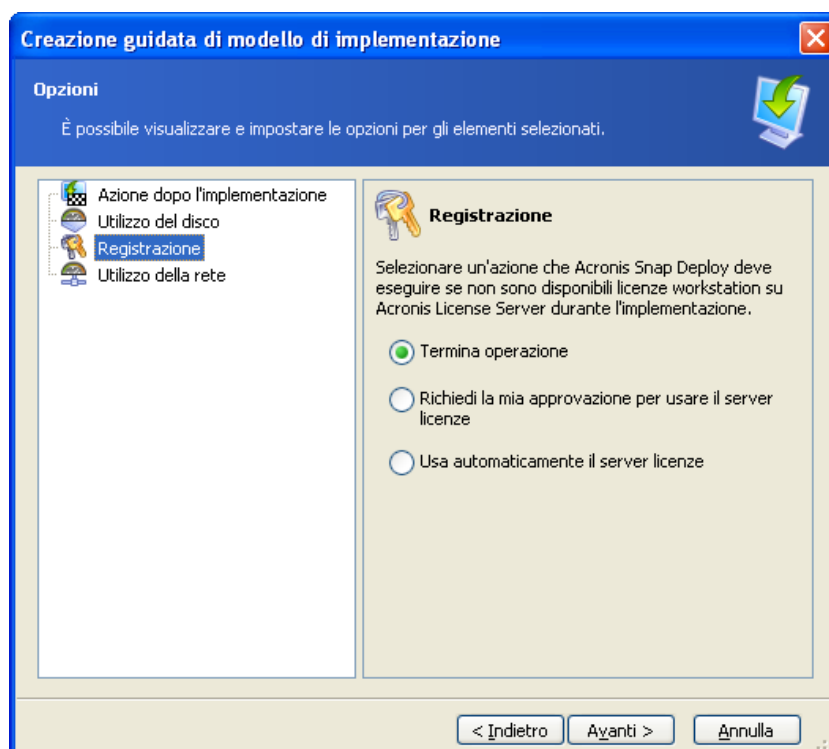 Creazione guidata di modello di implementazione
Opzioni
È possibile visualizzare e impostare le opzioni per gli elementi selezionati.
Azione dopo l'implementazione
Utilizzo del disco
Registrazione
Utilizzo della rete
Registrazione
Selezionare un'azione che Acronis Snap Deploy deve
eseguire se non sono disponibili licenze workstation su
Acronis License Server durante l'implementazione.
Termina operazione
Richiedi la mia approvazione per usare il server
licenze
Usa automaticamente il server licenze
< Indietro
Avanti >
Annulla